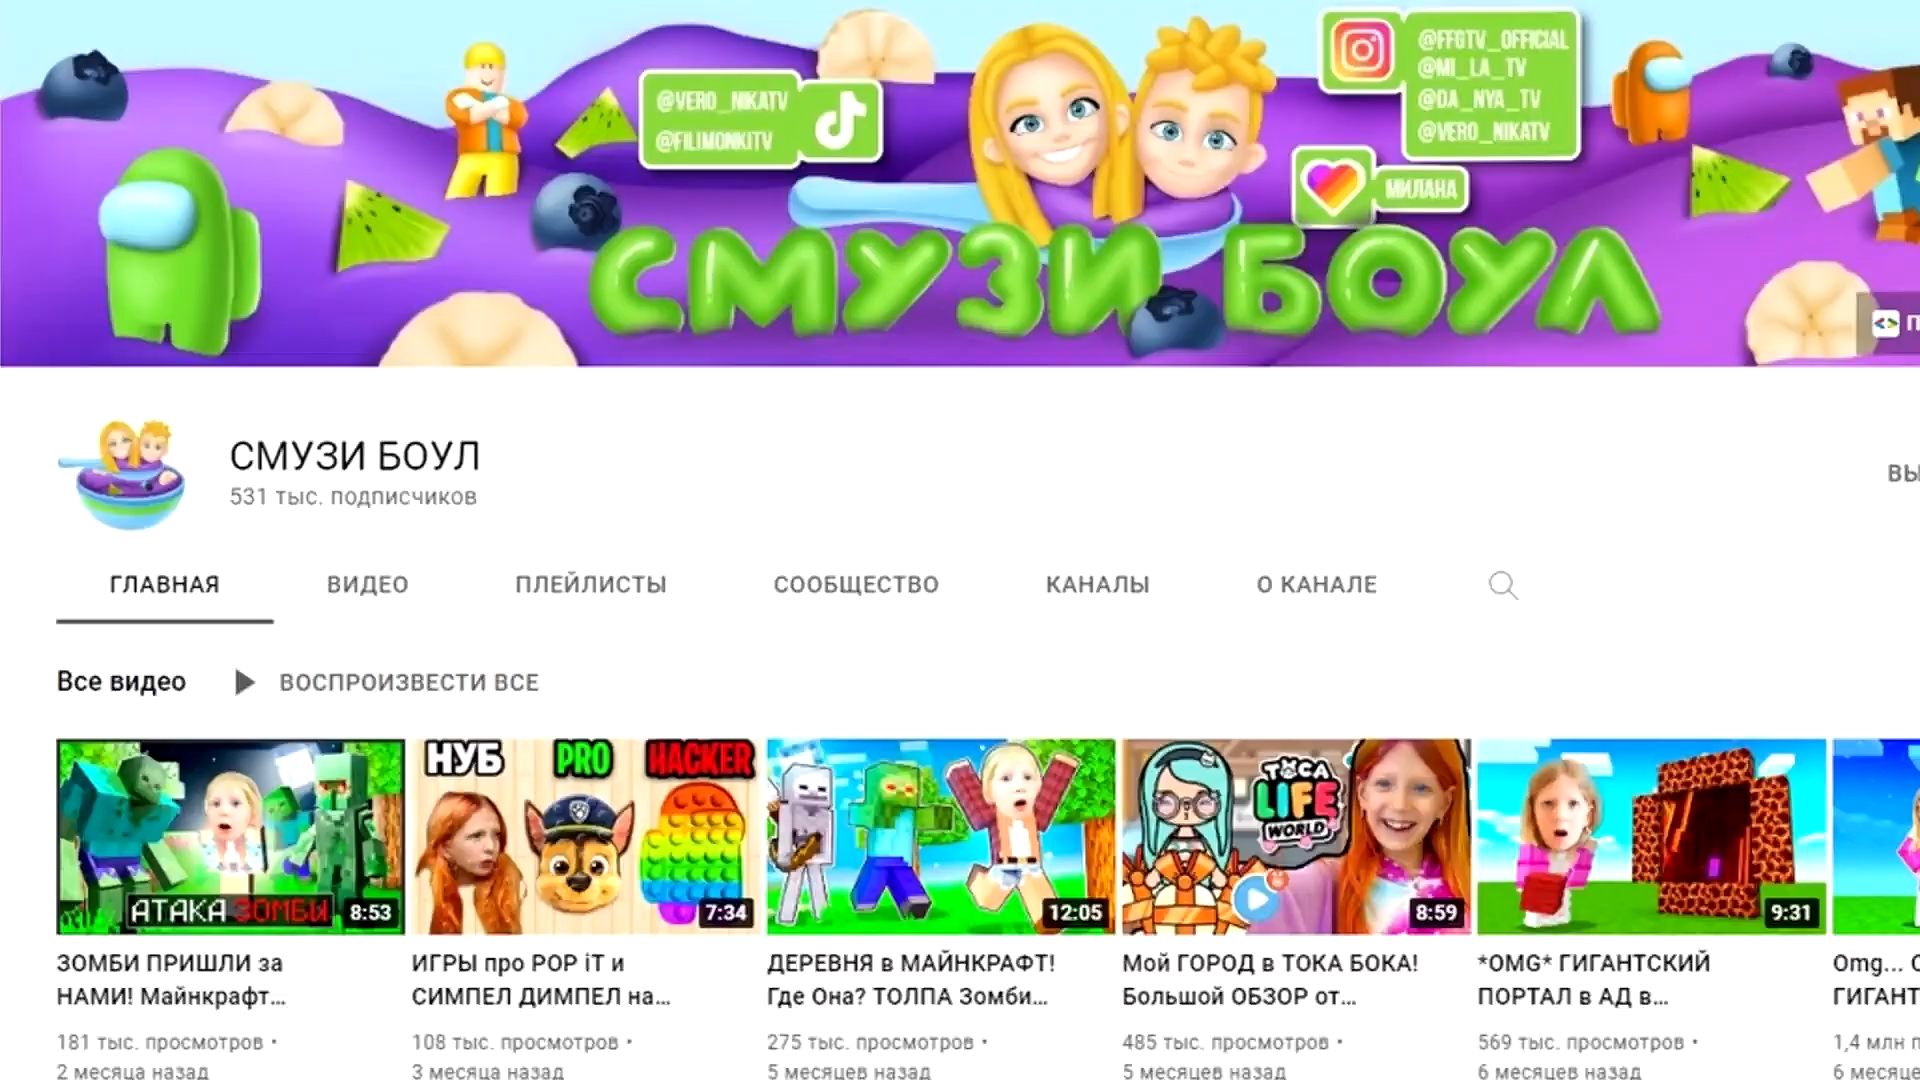 @VERO_NIKATV
@FILIMONKITV
@FFGTV_OFFICIAL
@MI_LA_TV
@DA_NYA_TV
@VERO_NIKATV
МИЛАНА
СМУЗИ БОУЛ
СМУЗИ БОУЛ
531 тыс. подписчиков
ГЛАВНАЯ ВИДЕО ПЛЕЙЛИСТЫ СООБЩЕСТВО КАНАЛЫ О КАНАЛЕ
Все видео ВОСПРОИЗВЕСТИ ВСЕ
АТАКА ЗОМБИ 8:53
НУБ PRO HACKER
7:34
12:05
TOCA
LIFE
WORLD
8:59
9:31
ЗОМБИ ПРИШЛИ за
НАМИ! Майнкрафт...
181 тыс. просмотров •
2 месяца назад
ИГРЫ про POP iT и
СИМПЕЛ ДИМПЕЛ на...
108 тыс. просмотров •
3 месяца назад
ДЕРЕВНЯ в МАЙНКРАФТ!
Где Она? ТОЛПА Зомби...
275 тыс. просмотров •
5 месяцев назад
Мой ГОРОД в ТОКА БОКА!
Большой ОБЗОР от...
485 тыс. просмотров •
5 месяцев назад
*OMG* ГИГАНТСКИЙ
ПОРТАЛ в АД в...
569 тыс. просмотров •
6 месяцев назад
Omg...
1,4 млн